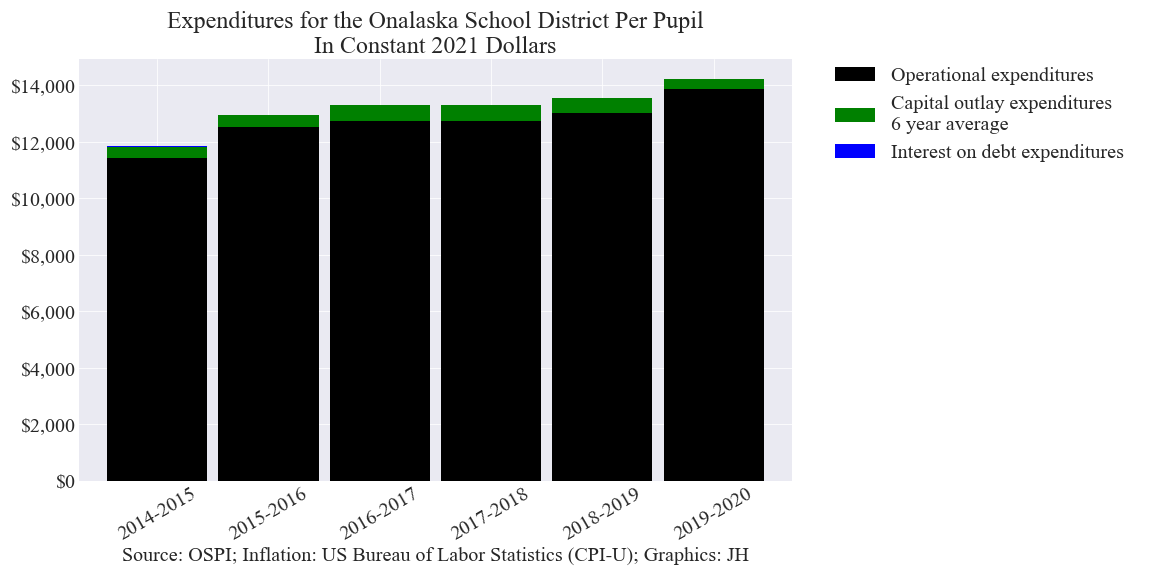 Expenditures for the Onalaska School District Per Pupil
In Constant 2021 Dollars
$14,000
$12,000
$10,000
$8,000
$6,000
$4,000
$2,000
$0
2014-2015
2015-2016
2016-2017
2017-2018
2018-2019
2019-2020
Source: OSPI; Inflation: US Bureau of Labor Statistics (CPI-U); Graphics: JH
Operational expenditures
Capital outlay expenditures
6 year average
Interest on debt expenditures